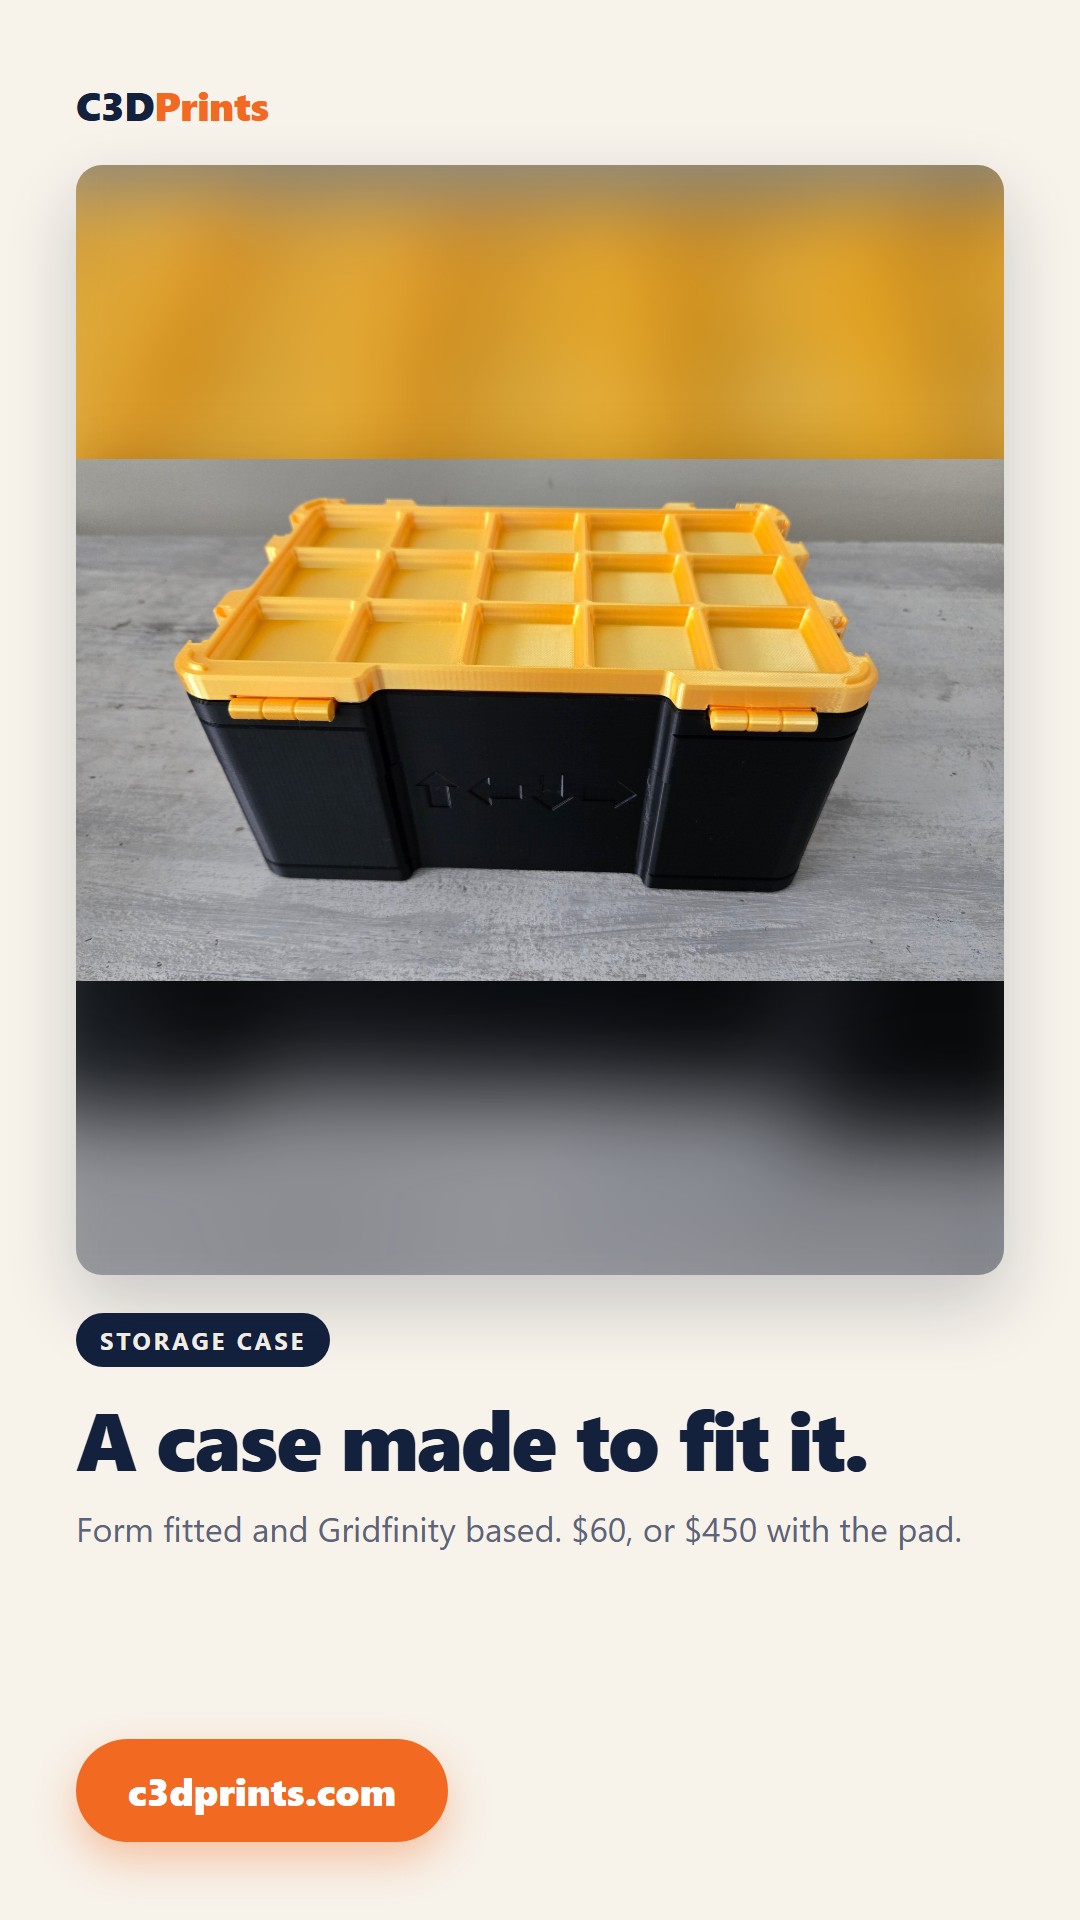 C3DPrints
STORAGE CASE
A case made to fit it.
Form fitted and Gridfinity based. $60, or $450 with the pad.
c3dprints.com